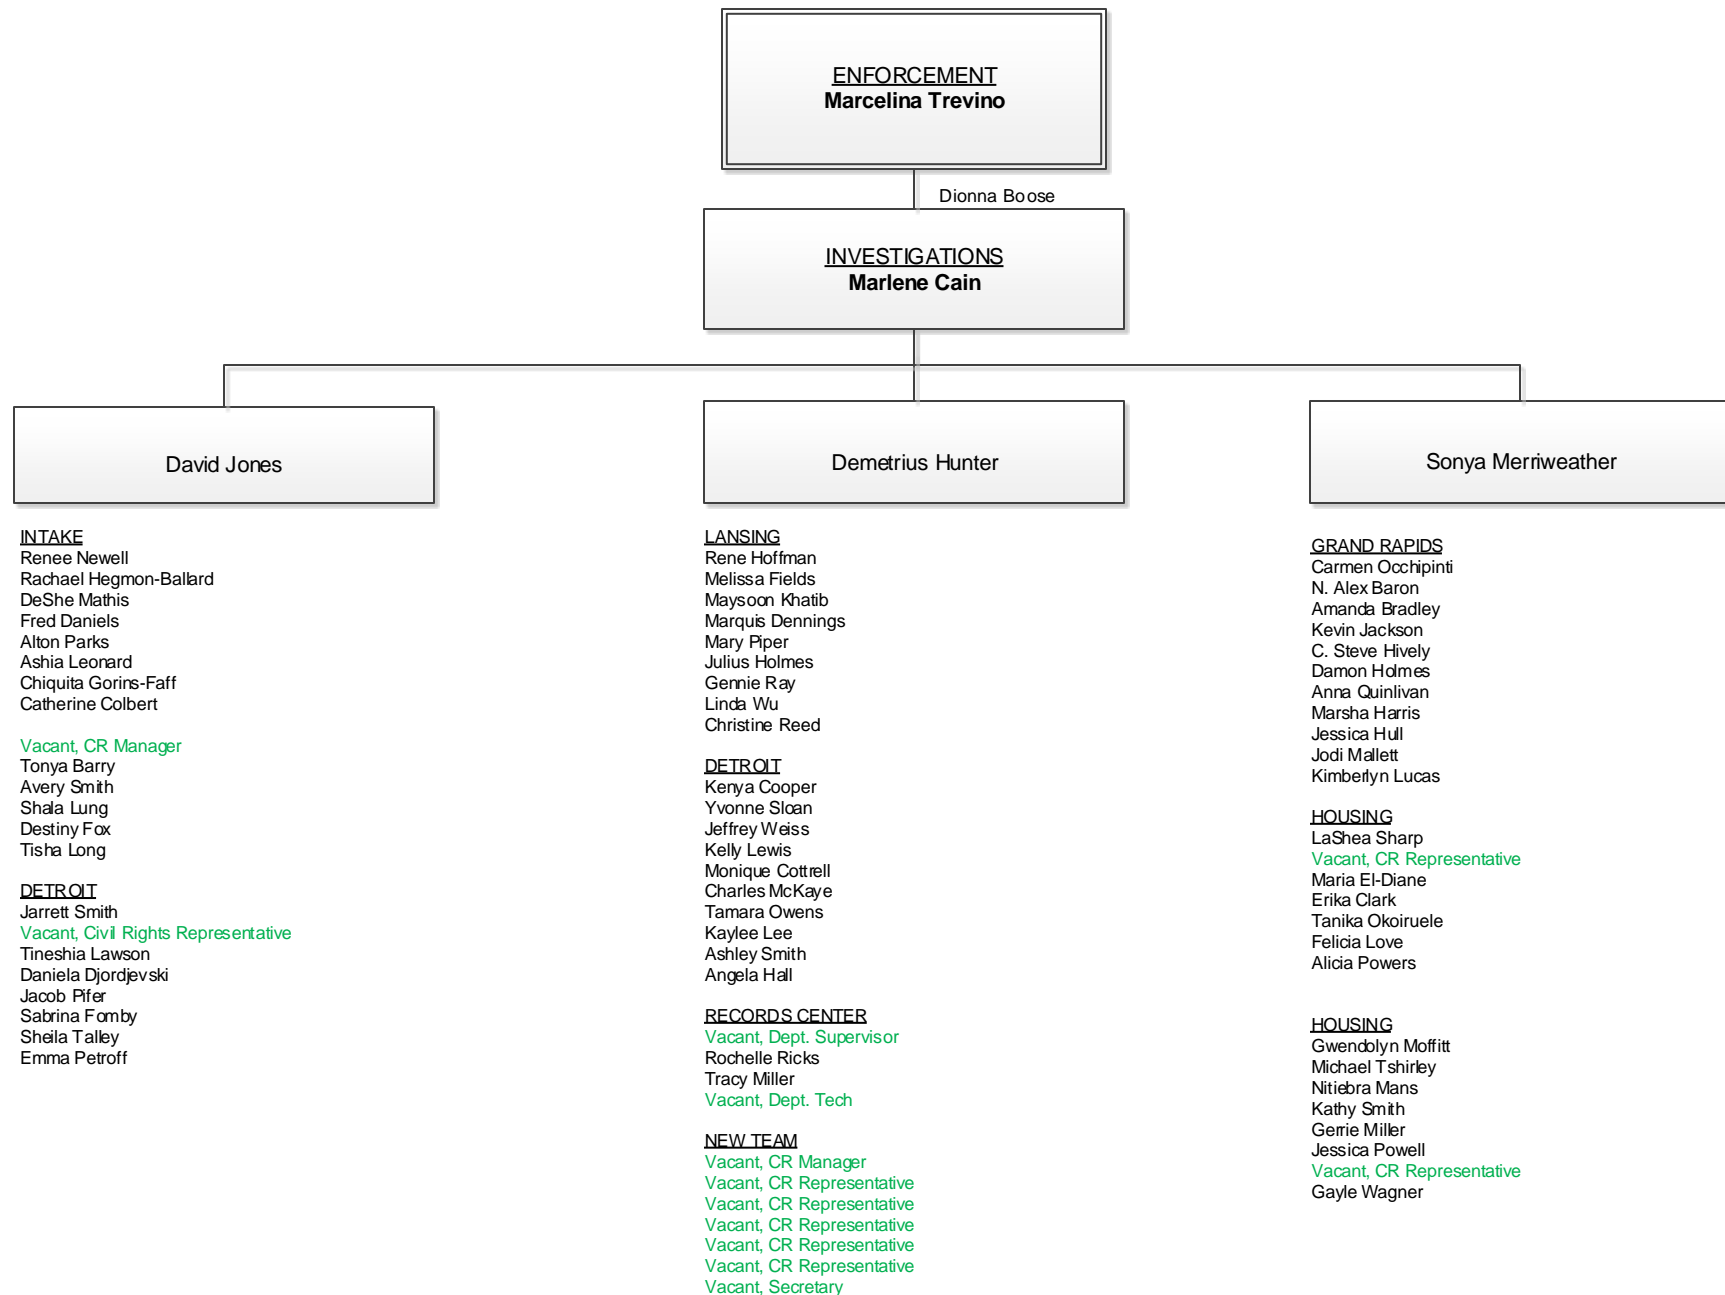 ENFORCEMENT
Marcelina Trevino
Dionna Boose
INVESTIGATIONS
Marlene Cain
David Jones
Demetrius Hunter
Sonya Merriweather
INTAKE
Renee Newell
Rachael Hegmon-Ballard
DeShe Mathis
Fred Daniels
Alton Parks
Ashia Leonard
Chiquita Gorins-Faff
Catherine Colbert
Vacant, CR Manager
Tonya Barry
Avery Smith
Shala Lung
Destiny Fox
Tisha Long
DETROIT
Jarrett Smith
Vacant, Civil Rights Representative
Tineshia Lawson
Daniela Djordjevski
Jacob Pifer
Sabrina Fomby
Sheila Talley
Emma Petroff
LANSING
Rene Hoffman
Melissa Fields
Maysoon Khatib
Marquis Dennings
Mary Piper
Julius Holmes
Gennie Ray
Linda Wu
Christine Reed
DETROIT
Kenya Cooper
Yvonne Sloan
Jeffrey Weiss
Kelly Lewis
Monique Cottrell
Charles McKaye
Tamara Owens
Kaylee Lee
Ashley Smith
Angela Hall
RECORDS CENTER
Vacant, Dept. Supervisor
Rochelle Ricks
Tracy Miller
Vacant, Dept. Tech
NEW TEAM
Vacant, CR Manager
Vacant, CR Representative
Vacant, CR Representative
Vacant, CR Representative
Vacant, CR Representative
Vacant, CR Representative
Vacant, Secretary
GRAND RAPIDS
Carmen Occhipinti
N. Alex Baron
Amanda Bradley
Kevin Jackson
C. Steve Hively
Damon Holmes
Anna Quinlivan
Marsha Harris
Jessica Hull
Jodi Mallett
Kimberlyn Lucas
HOUSING
LaShea Sharp
Vacant, CR Representative
Maria El-Diane
Erika Clark
Tanika Okoiruele
Felicia Love
Alicia Powers
HOUSING
Gwendolyn Moffitt
Michael Tshirley
Nitiebra Mans
Kathy Smith
Gerrie Miller
Jessica Powell
Vacant, CR Representative
Gayle Wagner